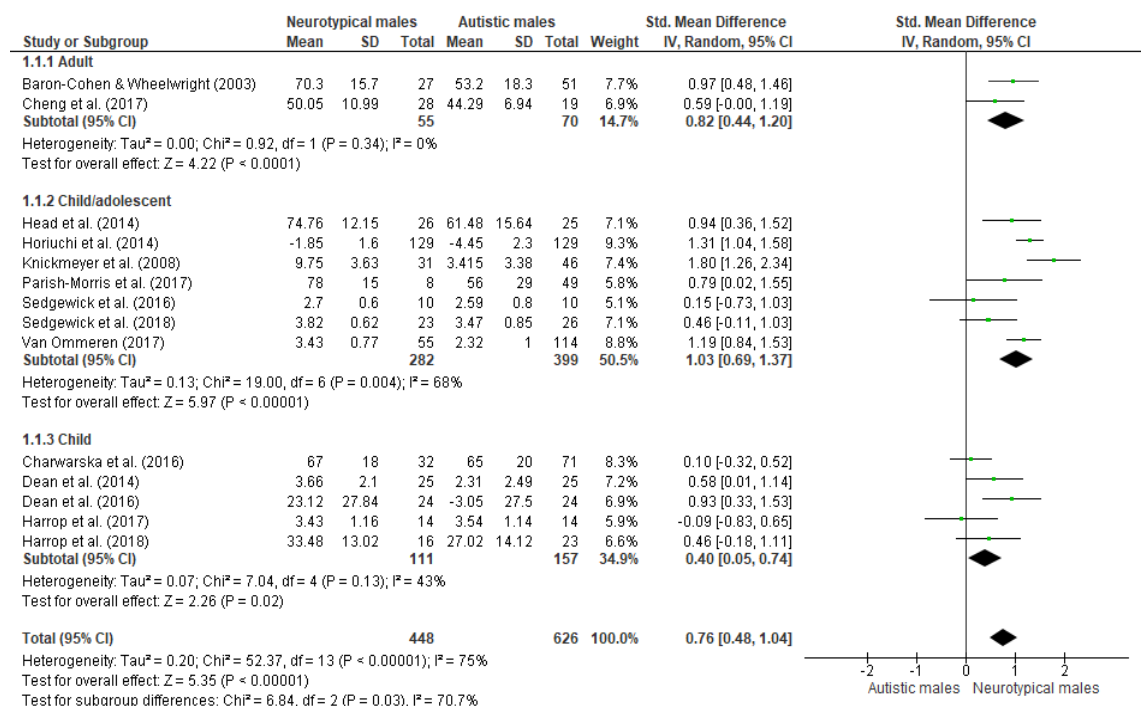 Neurotypical males Autistic males Std. Mean Difference Std. Mean Difference
Study or Subgroup Mean SD Total Mean SD Total Weight IV, Random, 95% CI IV, Random, 95% CI
1.1.1 Adult
Baron-Cohen & Wheelwright (2003) 70.3 15.7 27 53.2 18.3 51 7.7% 0.97 [0.48, 1.46]
Cheng et al. (2017) 50.05 10.99 28 44.29 6.94 19 6.9% 0.59 [-0.00, 1.19]
Subtotal (95% CI) 55 70 14.7% 0.82 [0.44, 1.20]
Heterogeneity: Tau² = 0.00; Chi² = 0.92, df = 1 (P = 0.34); I² = 0%
Test for overall effect: Z = 4.22 (P < 0.0001)
1.1.2 Child/adolescent
Head et al. (2014) 74.76 12.15 26 61.48 15.64 25 7.1% 0.94 [0.36, 1.52]
Horiuchi et al. (2014) -1.85 1.6 129 -4.45 2.3 129 9.3% 1.31 [1.04, 1.58]
Knickmeyer et al. (2008) 9.75 3.63 31 3.415 3.38 46 7.4% 1.80 [1.26, 2.34]
Parish-Morris et al. (2017) 78 15 8 56 29 49 5.7% 0.79 [0.02, 1.55]
Sedgewick et al. (2016) 2.7 0.6 10 2.59 0.8 10 5.1% 0.15 [-0.73, 1.03]
Sedgewick et al. (2018) 3.82 0.62 23 3.47 0.85 26 7.1% 0.46 [-0.11, 1.03]
Van Ommeren (2017) 3.43 0.77 55 2.32 1 114 8.8% 1.19 [0.84, 1.53]
Subtotal (95% CI) 282 399 50.5% 1.03 [0.69, 1.37]
Heterogeneity: Tau² = 0.13; Chi² = 19.00, df = 6 (P = 0.004); I² = 68%
Test for overall effect: Z = 5.97 (P < 0.00001)
1.1.3 Child
Charwarska et al. (2016) 67 18 32 65 20 71 8.3% 0.10 [-0.32, 0.52]
Dean et al. (2014) 3.66 2.1 25 2.31 2.49 25 7.2% 0.58 [0.01, 1.14]
Dean et al. (2016) 23.12 27.84 24 -3.05 27.5 24 6.9% 0.93 [0.33, 1.53]
Harrop et al. (2017) 3.43 1.16 14 3.54 1.14 14 5.9% -0.09 [-0.83, 0.65]
Harrop et al. (2018) 33.48 13.02 16 27.02 14.12 23 6.6% 0.46 [-0.18, 1.11]
Subtotal (95% CI) 111 157 34.9% 0.40 [0.05, 0.74]
Heterogeneity: Tau² = 0.07; Chi² = 7.04, df = 4 (P = 0.13); I² = 43%
Test for overall effect: Z = 2.26 (P = 0.02)
Total (95% CI) 448 626 100.0% 0.76 [0.48, 1.04]
Heterogeneity: Tau² = 0.20; Chi² = 52.37, df = 13 (P < 0.00001); I² = 75%
Test for overall effect: Z = 5.35 (P < 0.00001)
Test for subgroup differences: Chi² = 6.84, df = 2 (P = 0.03), I² = 70.7%
-2 -1 0 1 2
Autistic males Neurotypical males